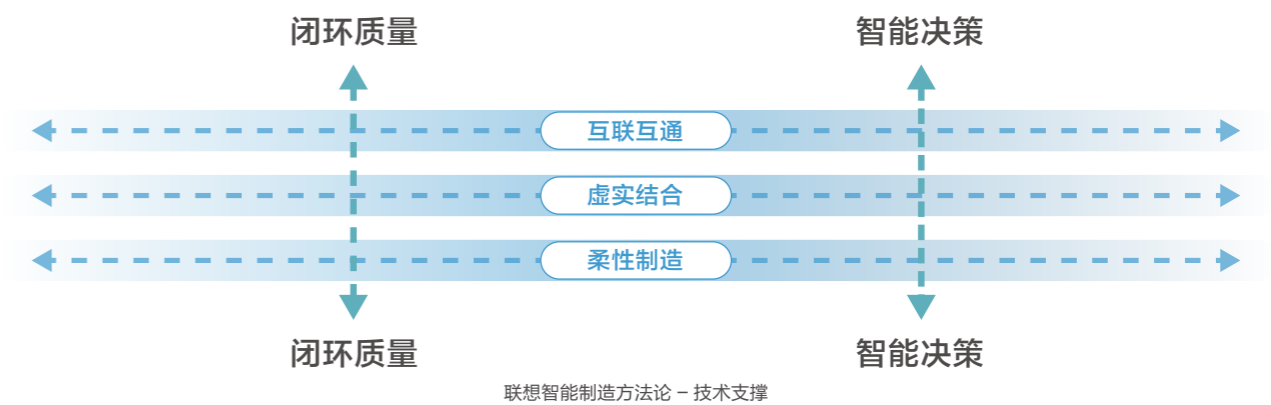 闭环质量
智能决策
互联互通
虚实结合
柔性制造
闭环质量
智能决策
联想智能制造方法论 – 技术支撑